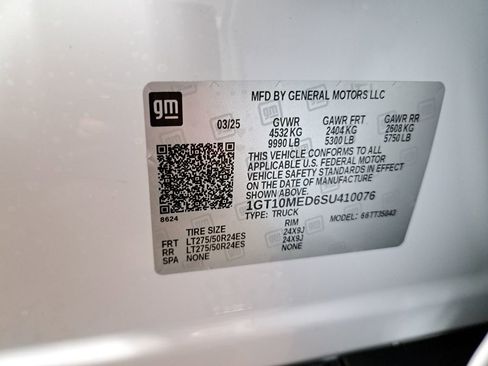 gm
MFD BY GENERAL MOTORS LLC
03/25 GVWR GAWR FRT GAWR RR
4532 KG 2404 KG 2608 KG
9990 LB 5300 LB 5750 LB
THIS VEHICLE CONFORMS TO ALL
APPLICABLE U.S. FEDERAL MOTOR
VEHICLE SAFETY STANDARDS IN
EFFECT ON THE DATE OF
MANUFACTURE SHOWN ABOVE.
1GT10MED6SU410076
TYPE: TRUCK MODEL:
8624
TIRE SIZE RIM
FRT LT275/50R24ES 24X9J
RR LT275/50R24ES 24X9J
SPA NONE NONE